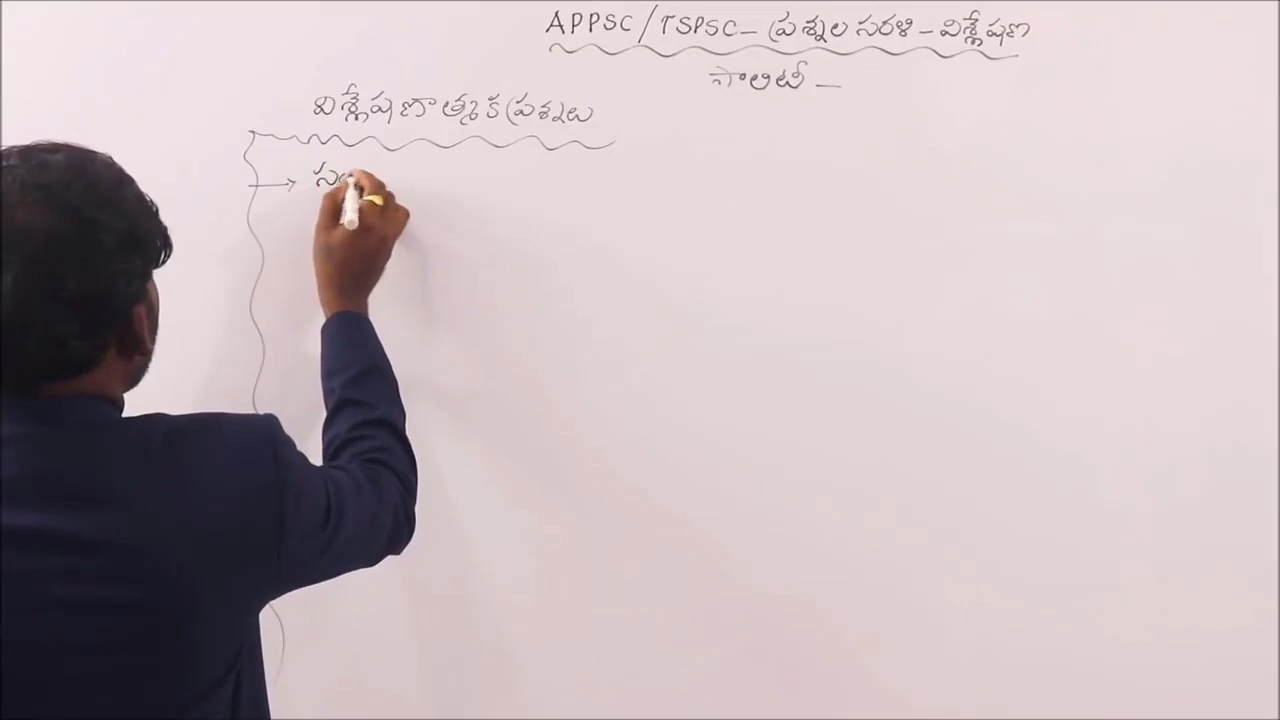 APPSC/TSPSC - ప్రశ్నల సరళి - విశ్లేషణ
పాలిటీ -
విశ్లేషణాత్మక ప్రశ్నలు